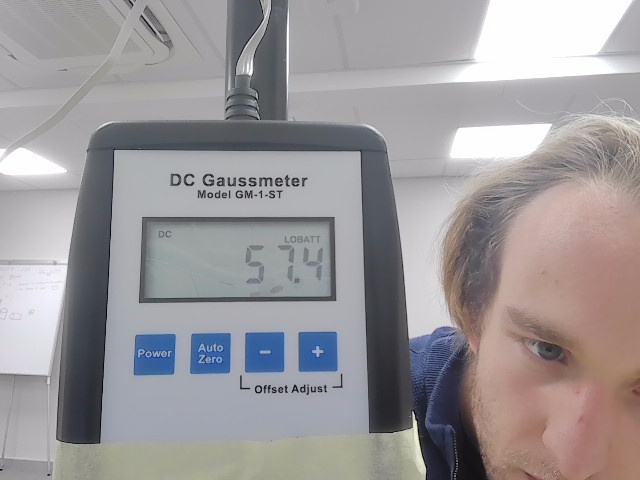 DC Gaussmeter
Model GM-1-ST
DC
LOBATT
57.4
Power
Auto
Zero
-
+
Offset Adjust